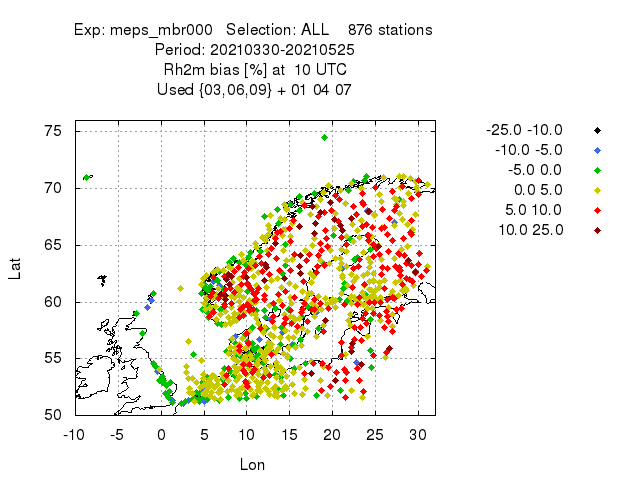 Exp: meps_mbr000 Selection: ALL 876 stations
Period: 20210330-20210525
Rh2m bias [%] at 10 UTC
Used {03,06,09} + 01 04 07
75
70
65
60
55
50
Lat
-10 -5 0 5 10 15 20 25 30
Lon
-25.0 -10.0
-10.0 -5.0
-5.0 0.0
0.0 5.0
5.0 10.0
10.0 25.0